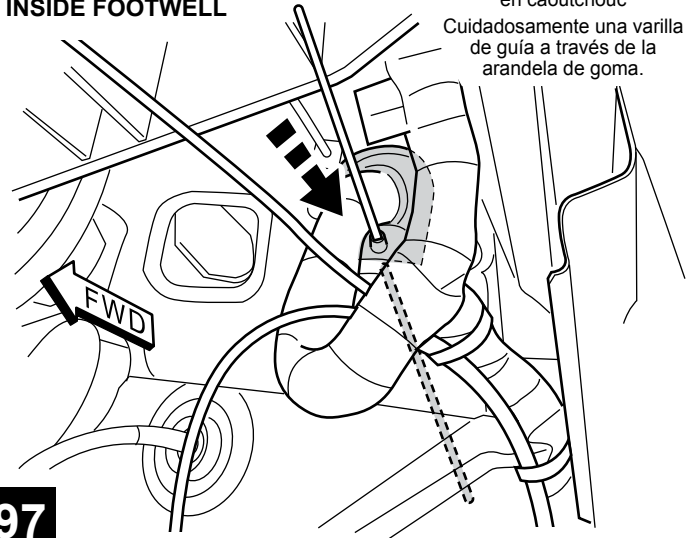 INSIDE FOOTWELL
en caoutchouc
Cuidadosamente una varilla
de guía a través de la
arandela de goma.
FWD
97